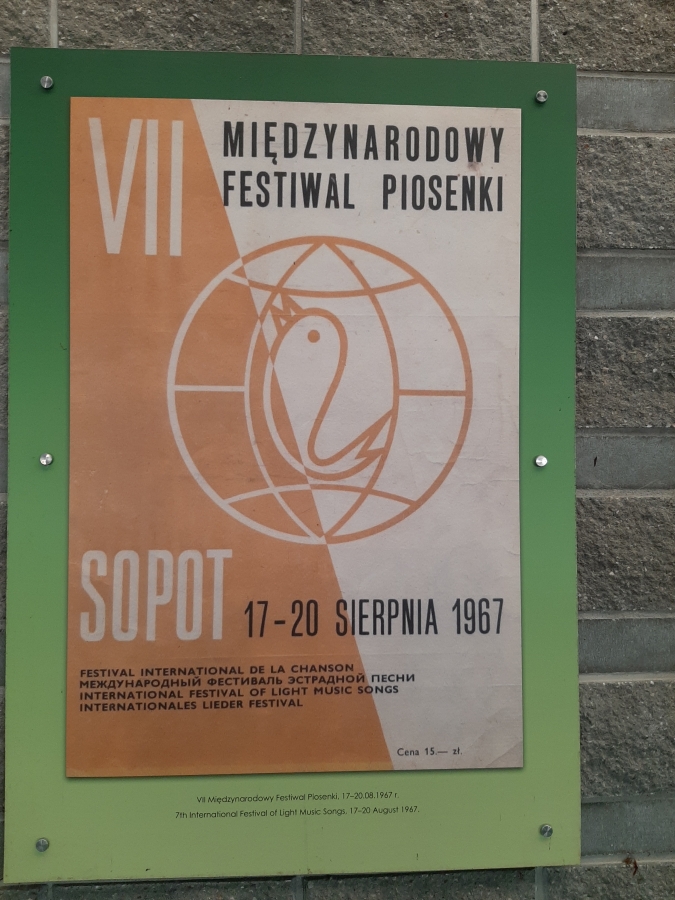 VII
MIĘDZYNARODOWY
FESTIWAL PIOSENKI
SOPOT
17-20 SIERPNIA 1967
FESTIVAL INTERNATIONAL DE LA CHANSON
МЕЖДУНАРОДНЫЙ ФЕСТИВАЛЬ ЭСТРАДНОЙ ПЕСНИ
INTERNATIONAL FESTIVAL OF LIGHT MUSIC SONGS
INTERNATIONALES LIEDER FESTIVAL
Cena 15.— zł.
VII Międzynarodowy Festiwal Piosenki, 17-20.08.1967 r.
7th International Festival of Light Music Songs, 17-20 August 1967.